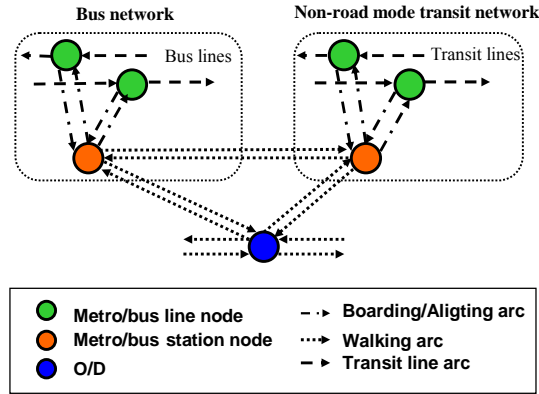 Bus network
Non-road mode transit network
Bus lines
Transit lines
Metro/bus line node
Metro/bus station node
O/D
Boarding/Aligting arc
Walking arc
Transit line arc